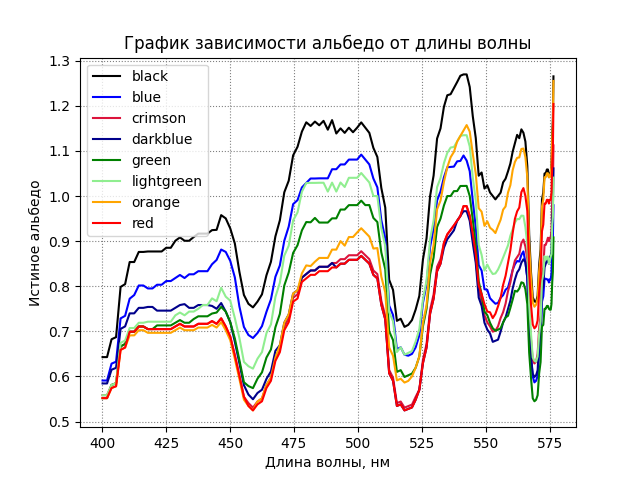 График зависимости альбедо от длины волны
Истиное альбедо
1.3
1.2
1.1
1.0
0.9
0.8
0.7
0.6
0.5
black
blue
crimson
darkblue
green
lightgreen
orange
red
400 425 450 475 500 525 550 575
Длина волны, нм